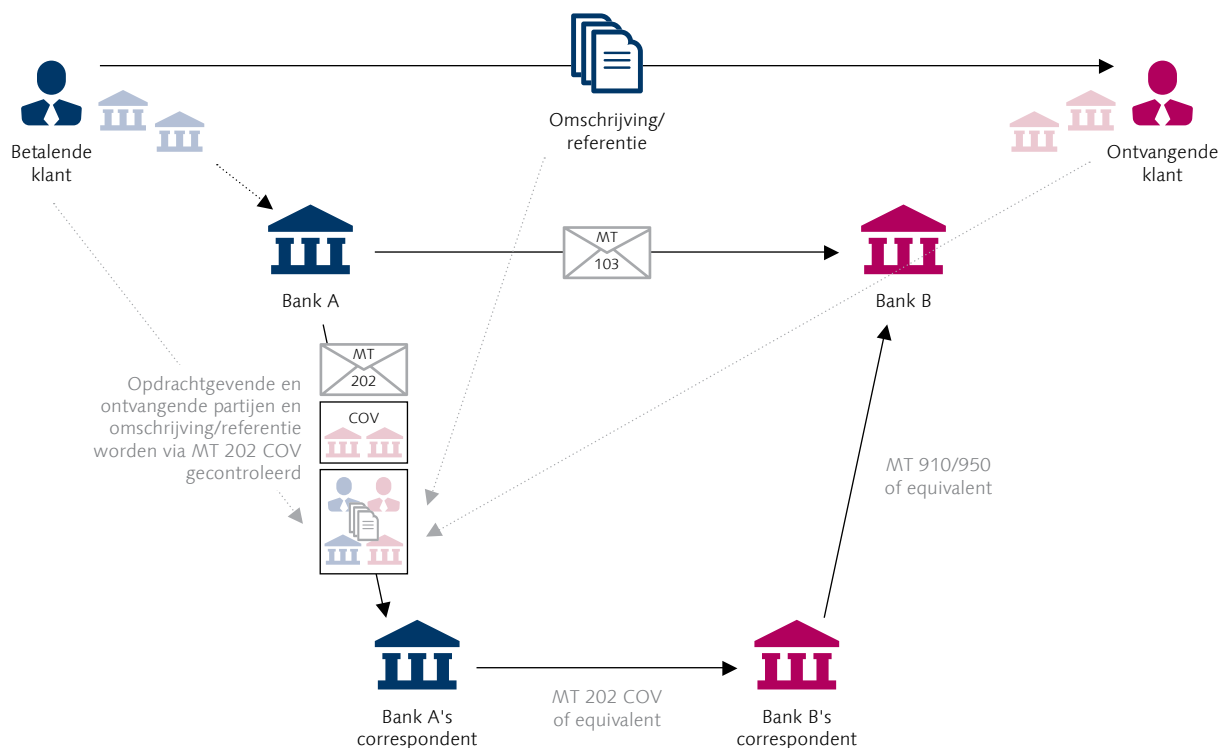 Omschrijving/
referentie
Betalende
klant
Ontvangende
klant
MT
103
Bank A
Bank B
MT
202
Opdrachtgevende en
ontvangende partijen en
omschrijving/referentie
worden via MT 202 COV
gecontroleerd
COV
MT 910/950
of equivalent
MT 202 COV
of equivalent
Bank A's
correspondent
Bank B's
correspondent